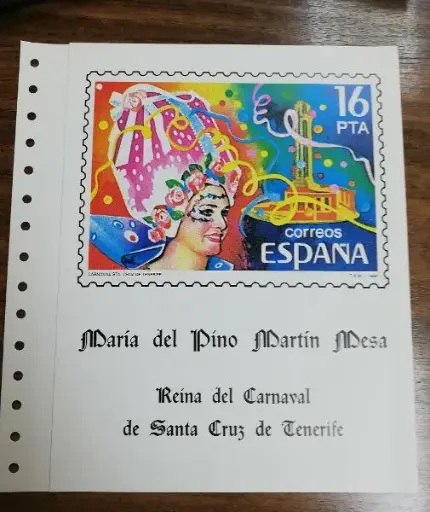 16
PTA
correos
ESPAÑA
María del Pino Martín Mesa
Reina del Carnaval
de Santa Cruz de Tenerife